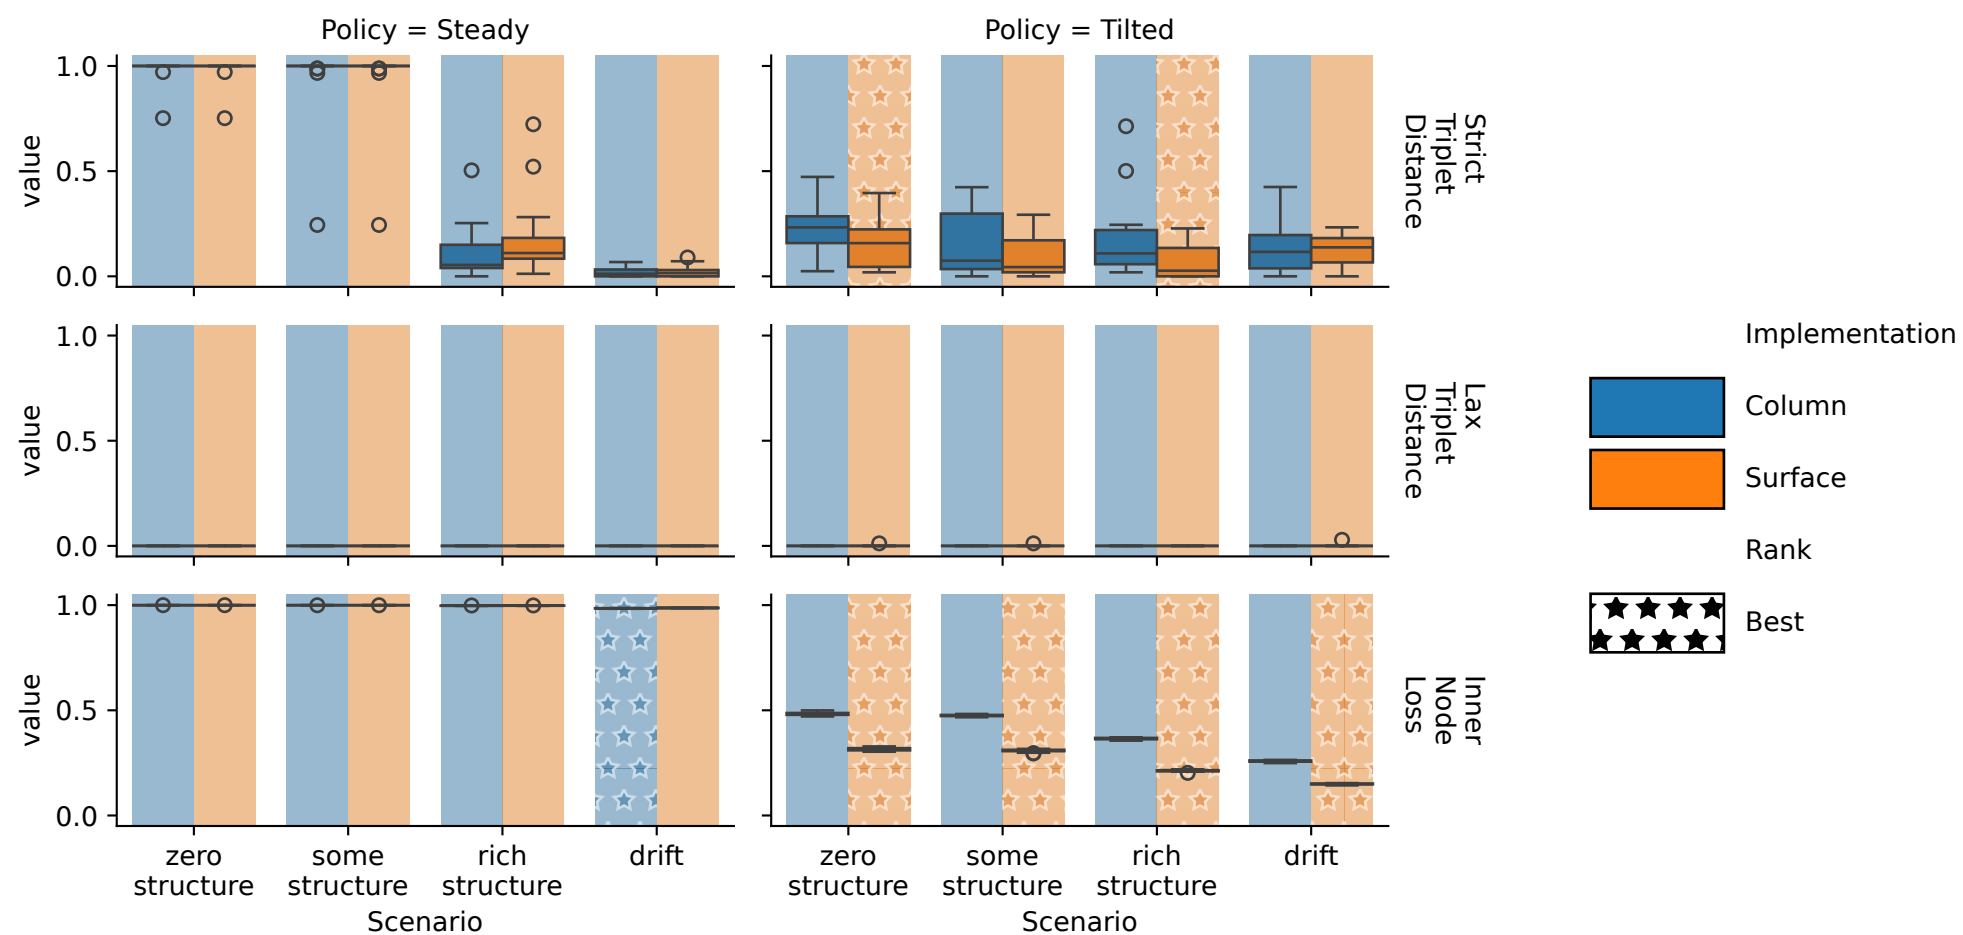 Policy = Steady
Policy = Tilted
value
1.0
0.5
0.0
Strict
Triplet
Distance
value
1.0
0.5
0.0
Lax
Triplet
Distance
value
1.0
0.5
0.0
Inner
Node
Loss
zero
structure
some
structure
rich
structure
drift
Scenario
zero
structure
some
structure
rich
structure
drift
Scenario
Implementation
Column
Surface
Rank
Best